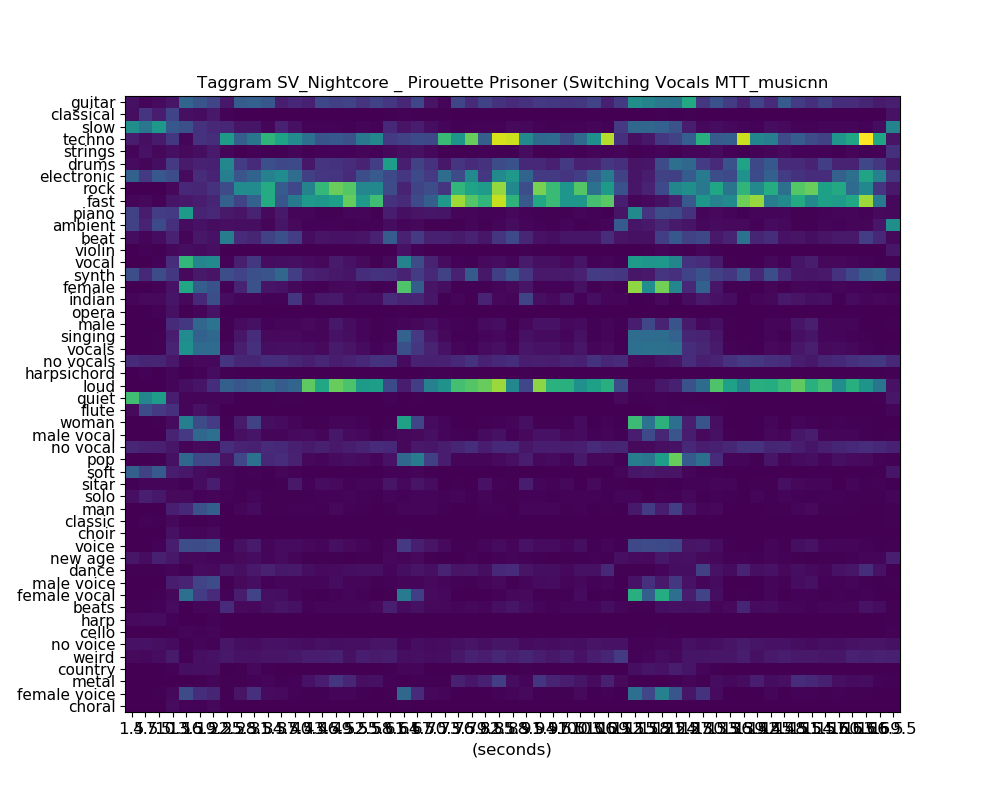 Taggram SV_Nightcore _ Pirouette Prisoner (Switching Vocals MTT_musicnn
guitar
classical
slow
techno
strings
drums
electronic
rock
fast
piano
ambient
beat
violin
vocal
synth
female
indian
opera
male
singing
vocals
no vocals
harpsichord
loud
quiet
flute
woman
male vocal
no vocal
pop
soft
sitar
solo
man
classic
choir
voice
new age
dance
male voice
female vocal
beats
harp
cello
no voice
weird
country
metal
female voice
choral
(seconds)